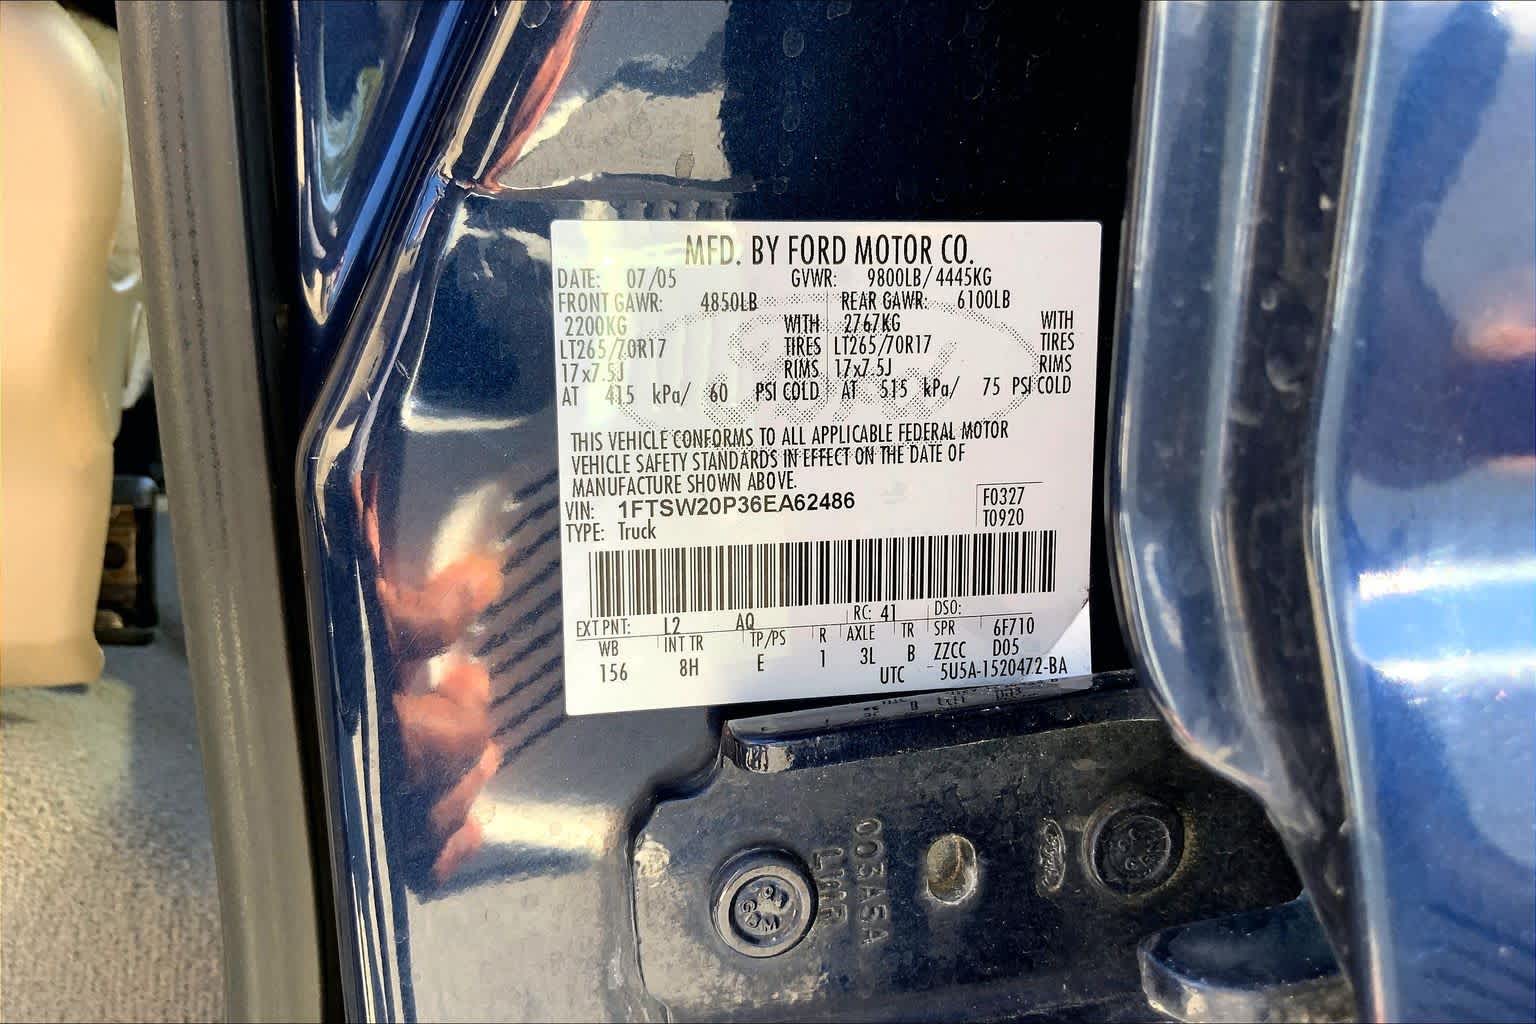 MFD. BY FORD MOTOR CO.
DATE: 07/05 GVWR: 9800LB/ 4445KG
FRONT GAWR: 4850LB REAR GAWR: 6100LB
2200KG WITH 2767KG WITH
LT265/70R17 TIRES LT265/70R17 TIRES
17x7.5J RIMS 17x7.5J RIMS
AT 415 kPa/ 60 PSI COLD AT 515 kPa/ 75 PSI COLD
THIS VEHICLE CONFORMS TO ALL APPLICABLE FEDERAL MOTOR
VEHICLE SAFETY STANDARDS IN EFFECT ON THE DATE OF
MANUFACTURE SHOWN ABOVE.
VIN: 1FTSW20P36EA62486 F0327
TYPE: Truck T0920
EXT PNT: L2 AQ RC: 41 DSO:
WB INT TR TP/PS R AXLE TR SPR 6F710
156 8H E 1 3L B ZZCC D05
UTC 5U5A-1520472-BA
003A5A